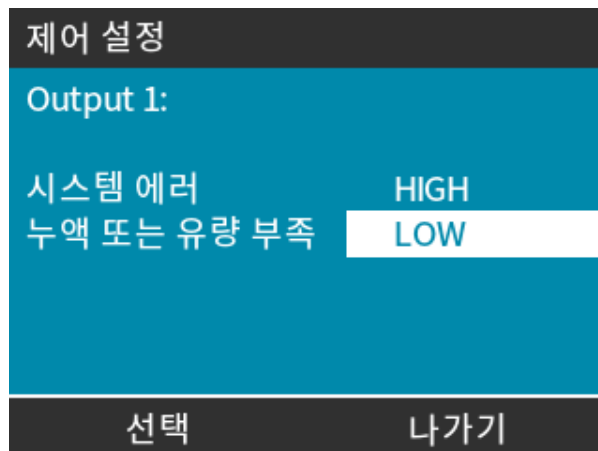 제어 설정
Output 1:
시스템 에러 HIGH
누액 또는 유량 부족 LOW
선택 나가기